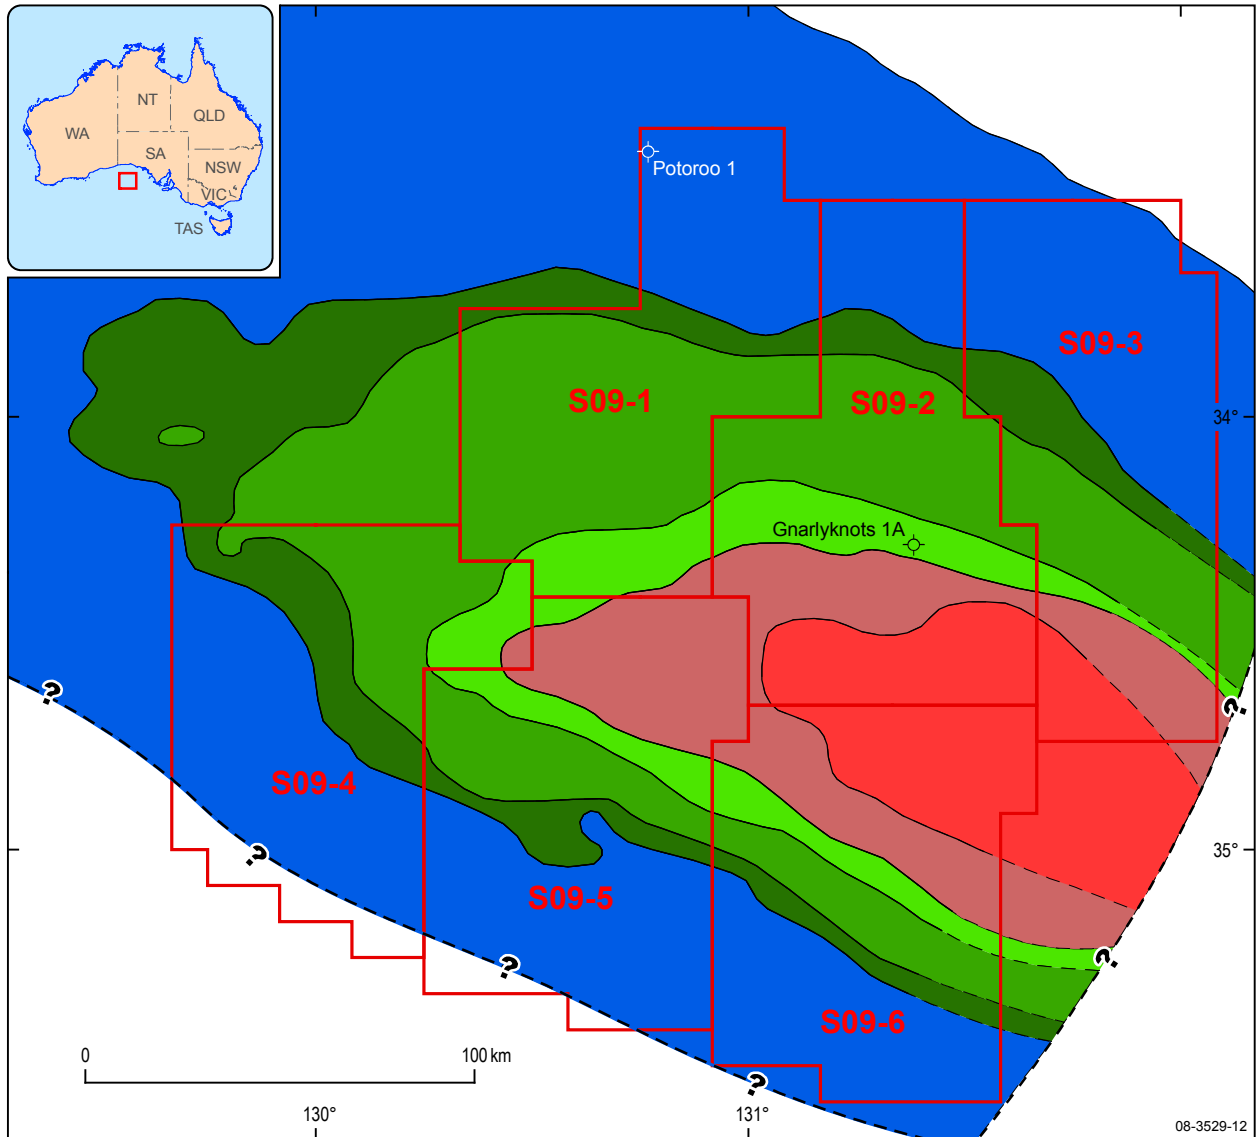 NT
QLD
WA
SA
NSW
VIC
TAS
Potoroo 1
S09-3
S09-1
S09-2
34°
Gnarlyknots 1A
?
?
S09-4
?
35°
S09-5
?
?
S09-6
0
100 km
?
130°
131°
08-3529-12